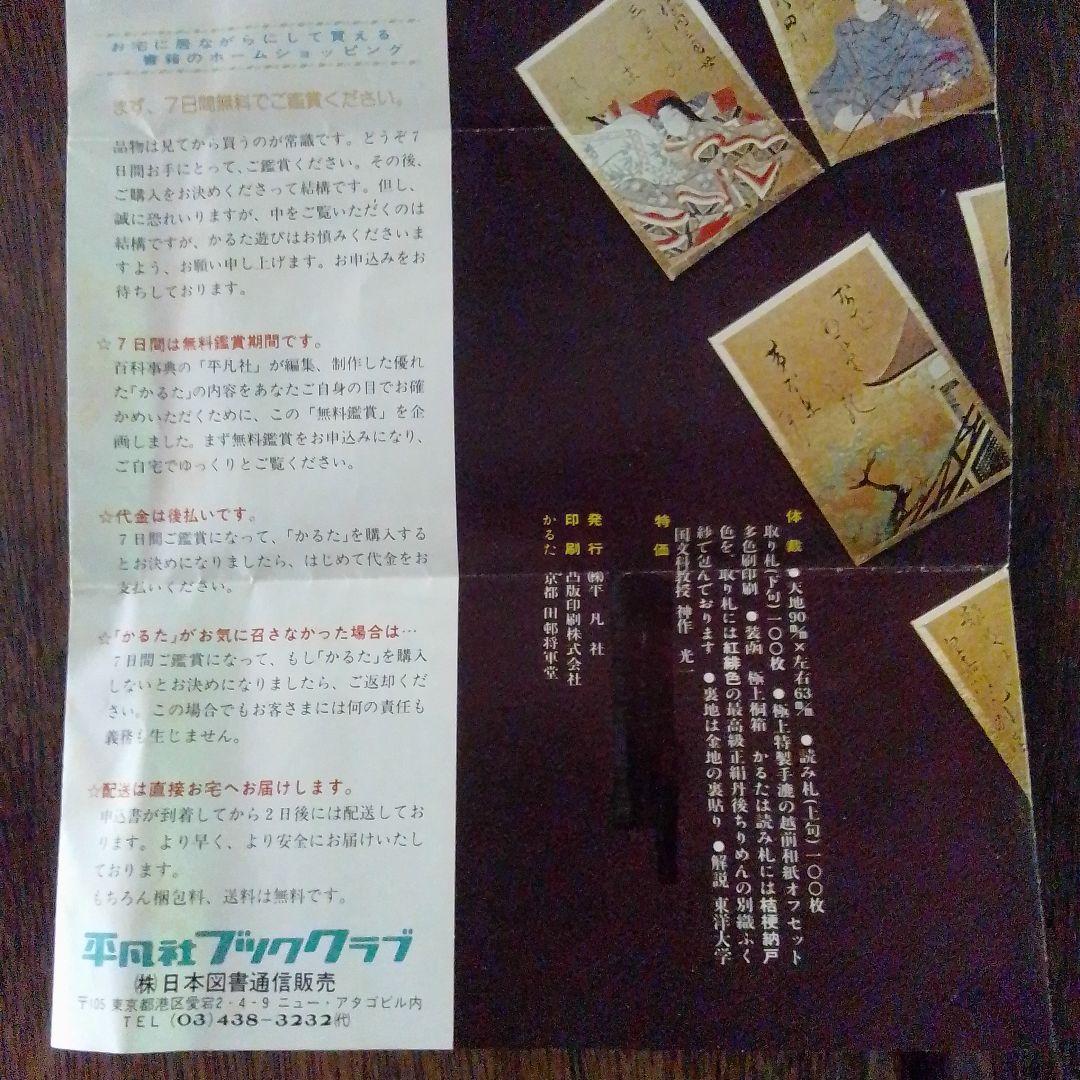 お宅に居ながらにして買える
書籍のホームショッピング
まず、7日間無料でご鑑賞ください。
品物は見てから買うのが常識です。どうぞ7
日間お手にとって、ご鑑賞ください。その後、
ご購入をお決めくださって結構です。但し、
誠に恐れいりますが、中をご覧いただくのは
結構ですが、かるた遊びはお慎みくださいま
すよう、お願い申し上げます。お申込みをお
待ちしております。
☆7日間は無料鑑賞期間です。
百科事典の「平凡社」が編集、制作した優れ
た「かるた」の内容をあなたご自身の目でお確
かめいただくために、この「無料鑑賞」を企
画しました。まず無料鑑賞をお申込みになり、
ご自宅でゆっくりとご覧ください。
☆代金は後払いです。
7日間ご鑑賞になって、「かるた」を購入する
とお決めになりましたら、はじめて代金をお
支払いください。
☆「かるた」がお気に召さなかった場合は…
7日間ご鑑賞になって、もし「かるた」を購入
しないとお決めになりましたら、ご返却くだ
さい。この場合でもお客さまには何の責任も
義務も生じません。
☆配送は直接お宅へお届けします。
申込書が到着してから2日後には配送してお
ります。より早く、より安全にお届けいたし
ております。
もちろん梱包料、送料は無料です。
平凡社ブッククラブ
㈱日本図書通信販売
〒105 東京都港区愛宕2-4-9 ニュー・アタゴビル内
TEL (03)438-3232㈹
体裁 ●天地90m/m×左右63m/m ●読み札(上句)一〇〇枚
取り札(下句)一〇〇枚 ●極上特製手漉の越前和紙オフセット
多色刷印刷 ●装函 極上桐箱 かるたは読み札には桔梗納戸
色を、取り札には紅緋色の最高級正絹丹後ちりめんの別織ふく
紗で包んでおります ●裏地は金地の裏貼り ●解説 東洋大学
国文科教授 神作 光一
特価
発行 ㈱平凡社
印刷 凸版印刷株式会社
かるた 京都 田邨将軍堂